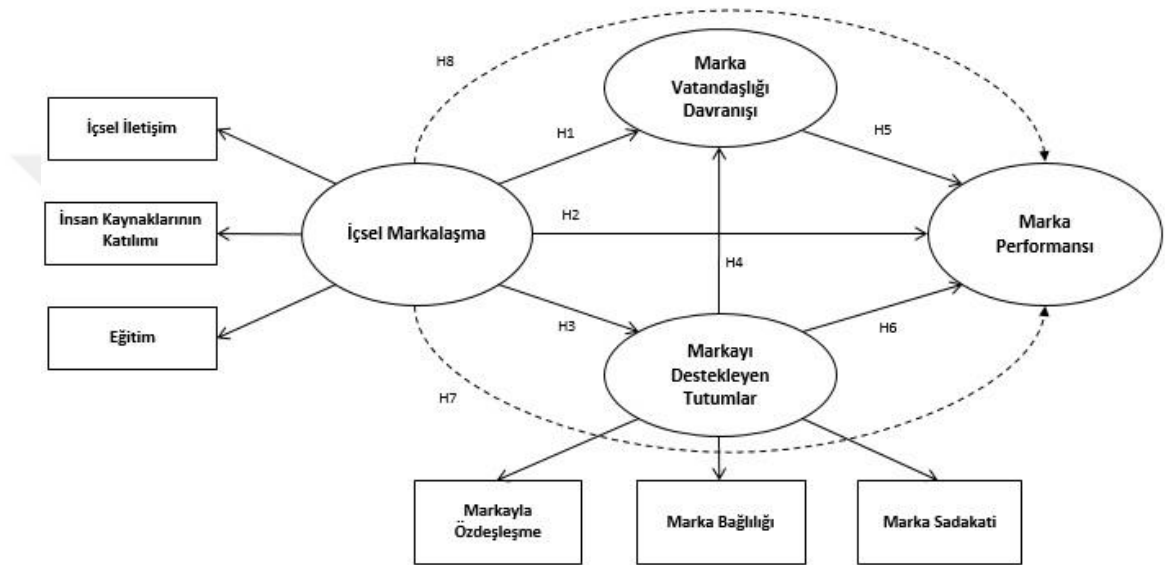 H8
Marka
Vatandaşlığı
Davranışı
İçsel İletişim
H1
H5
İnsan Kaynaklarının
Katılımı
İçsel Markalaşma
H2
Marka
Performansı
H4
Eğitim
H3
H6
Markayı
Destekleyen
Tutumlar
H7
Markayla
Özdeşleşme
Marka Bağlılığı
Marka Sadakati